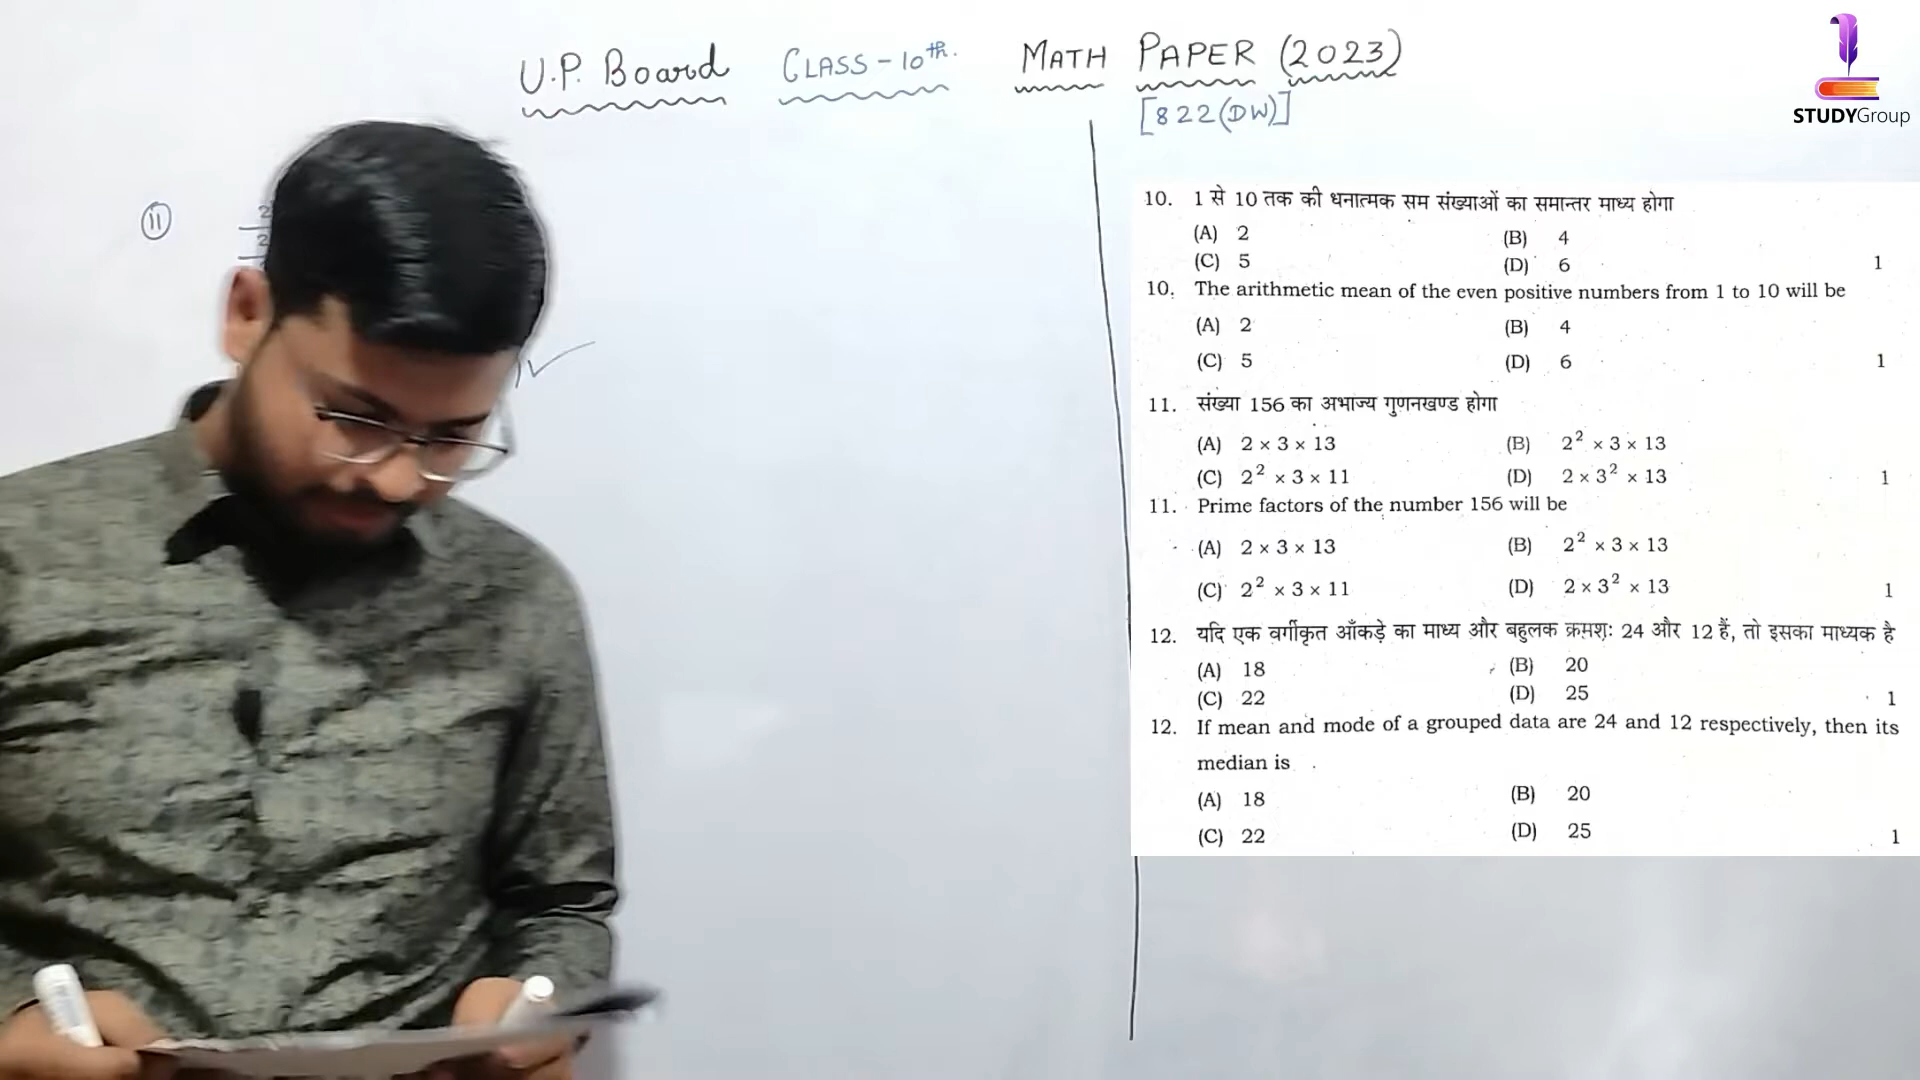 U.P. Board CLASS-10th. MATH PAPER (2023)
[822(DW)]
STUDYGroup
11
2
2
10. 1 से 10 तक की धनात्मक सम संख्याओं का समान्तर माध्य होगा
(A) 2 (B) 4
(C) 5 (D) 6 1
10. The arithmetic mean of the even positive numbers from 1 to 10 will be
(A) 2 (B) 4
(C) 5 (D) 6 1
11. संख्या 156 का अभाज्य गुणनखण्ड होगा
(A) 2 × 3 × 13 (B) 2² × 3 × 13
(C) 2² × 3 × 11 (D) 2 × 3² × 13 1
11. Prime factors of the number 156 will be
(A) 2 × 3 × 13 (B) 2² × 3 × 13
(C) 2² × 3 × 11 (D) 2 × 3² × 13 1
12. यदि एक वर्गीकृत आँकड़े का माध्य और बहुलक क्रमशः 24 और 12 हैं, तो इसका माध्यक है
(A) 18 (B) 20
(C) 22 (D) 25 1
12. If mean and mode of a grouped data are 24 and 12 respectively, then its
median is
(A) 18 (B) 20
(C) 22 (D) 25 1